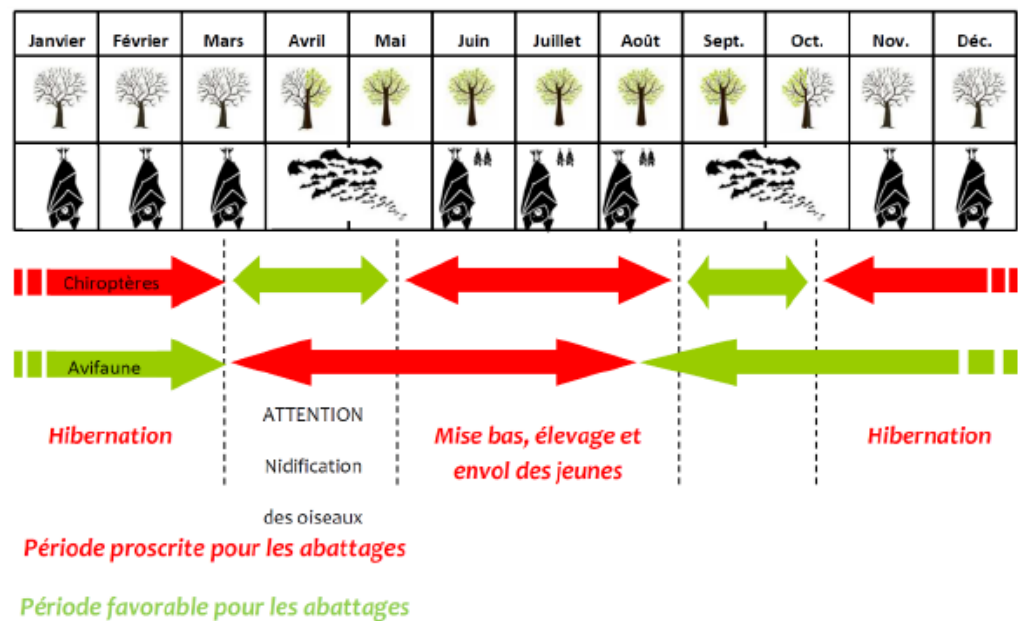 Janvier Février Mars Avril Mai Juin Juillet Août Sept. Oct. Nov. Déc.
Chiroptères
Avifaune
ATTENTION
Hibernation
Mise bas, élevage et
Hibernation
Nidification
envol des jeunes
des oiseaux
Période proscrite pour les abattages
Période favorable pour les abattages